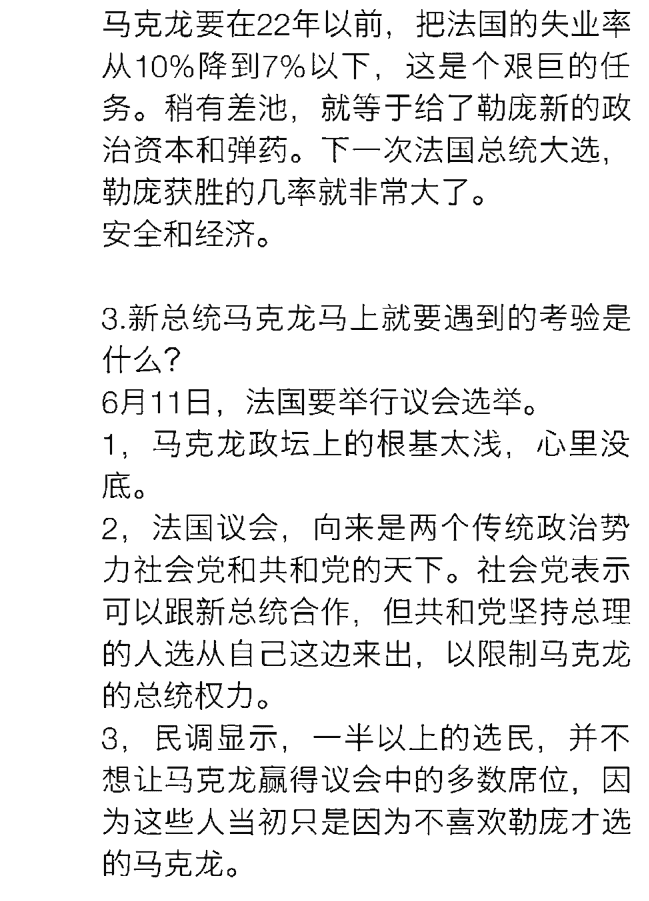 马克龙要在22年以前，把法国的失业率
从10%降到7%以下，这是个艰巨的任
务。稍有差池，就等于给了勒庞新的政
治资本和弹药。下一次法国总统大选，
勒庞获胜的几率就非常大了。
安全和经济。
3.新总统马克龙马上就要遇到的考验是
什么？
6月11日，法国要举行议会选举。
1，马克龙政坛上的根基太浅，心里没
底。
2，法国议会，向来是两个传统政治势
力社会党和共和党的天下。社会党表示
可以跟新总统合作，但共和党坚持总理
的人选从自己这边来出，以限制马克龙
的总统权力。
3，民调显示，一半以上的选民，并不
想让马克龙赢得议会中的多数席位，因
为这些人当初只是因为不喜欢勒庞才选
的马克龙。